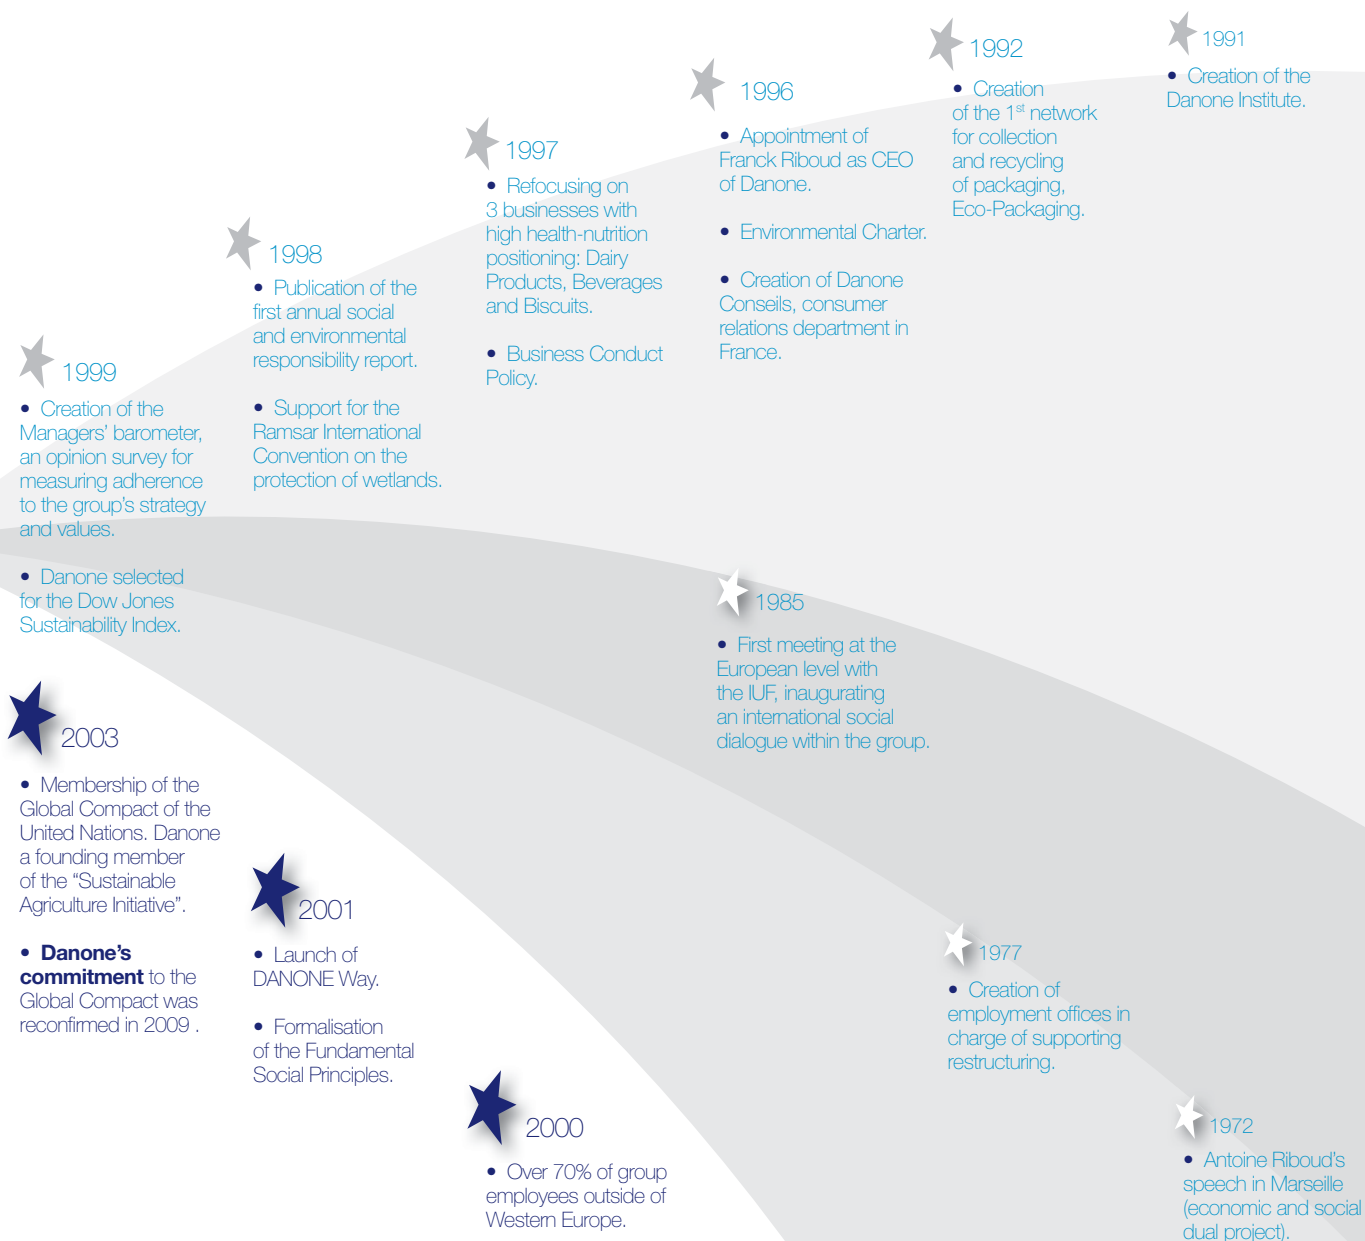 1991
• Creation of the
Danone Institute.
1992
• Creation
of the 1st network
for collection
and recycling
of packaging,
Eco-Packaging.
1996
• Appointment of
Franck Riboud as CEO
of Danone.
• Environmental Charter.
• Creation of Danone
Conseils, consumer
relations department in
France.
1997
• Refocusing on
3 businesses with
high health-nutrition
positioning: Dairy
Products, Beverages
and Biscuits.
• Business Conduct
Policy.
1998
• Publication of the
first annual social
and environmental
responsibility report.
• Support for the
Ramsar International
Convention on the
protection of wetlands.
1999
• Creation of the
Managers' barometer,
an opinion survey for
measuring adherence
to the group's strategy
and values.
• Danone selected
for the Dow Jones
Sustainability Index.
1985
• First meeting at the
European level with
the IUF, inaugurating
an international social
dialogue within the group.
2003
• Membership of the
Global Compact of the
United Nations. Danone
a founding member
of the “Sustainable
Agriculture Initiative”.
• Danone's
commitment to the
Global Compact was
reconfirmed in 2009 .
2001
• Launch of
DANONE Way.
• Formalisation
of the Fundamental
Social Principles.
1977
• Creation of
employment offices in
charge of supporting
restructuring.
2000
• Over 70% of group
employees outside of
Western Europe.
1972
• Antoine Riboud's
speech in Marseille
(economic and social
dual project).